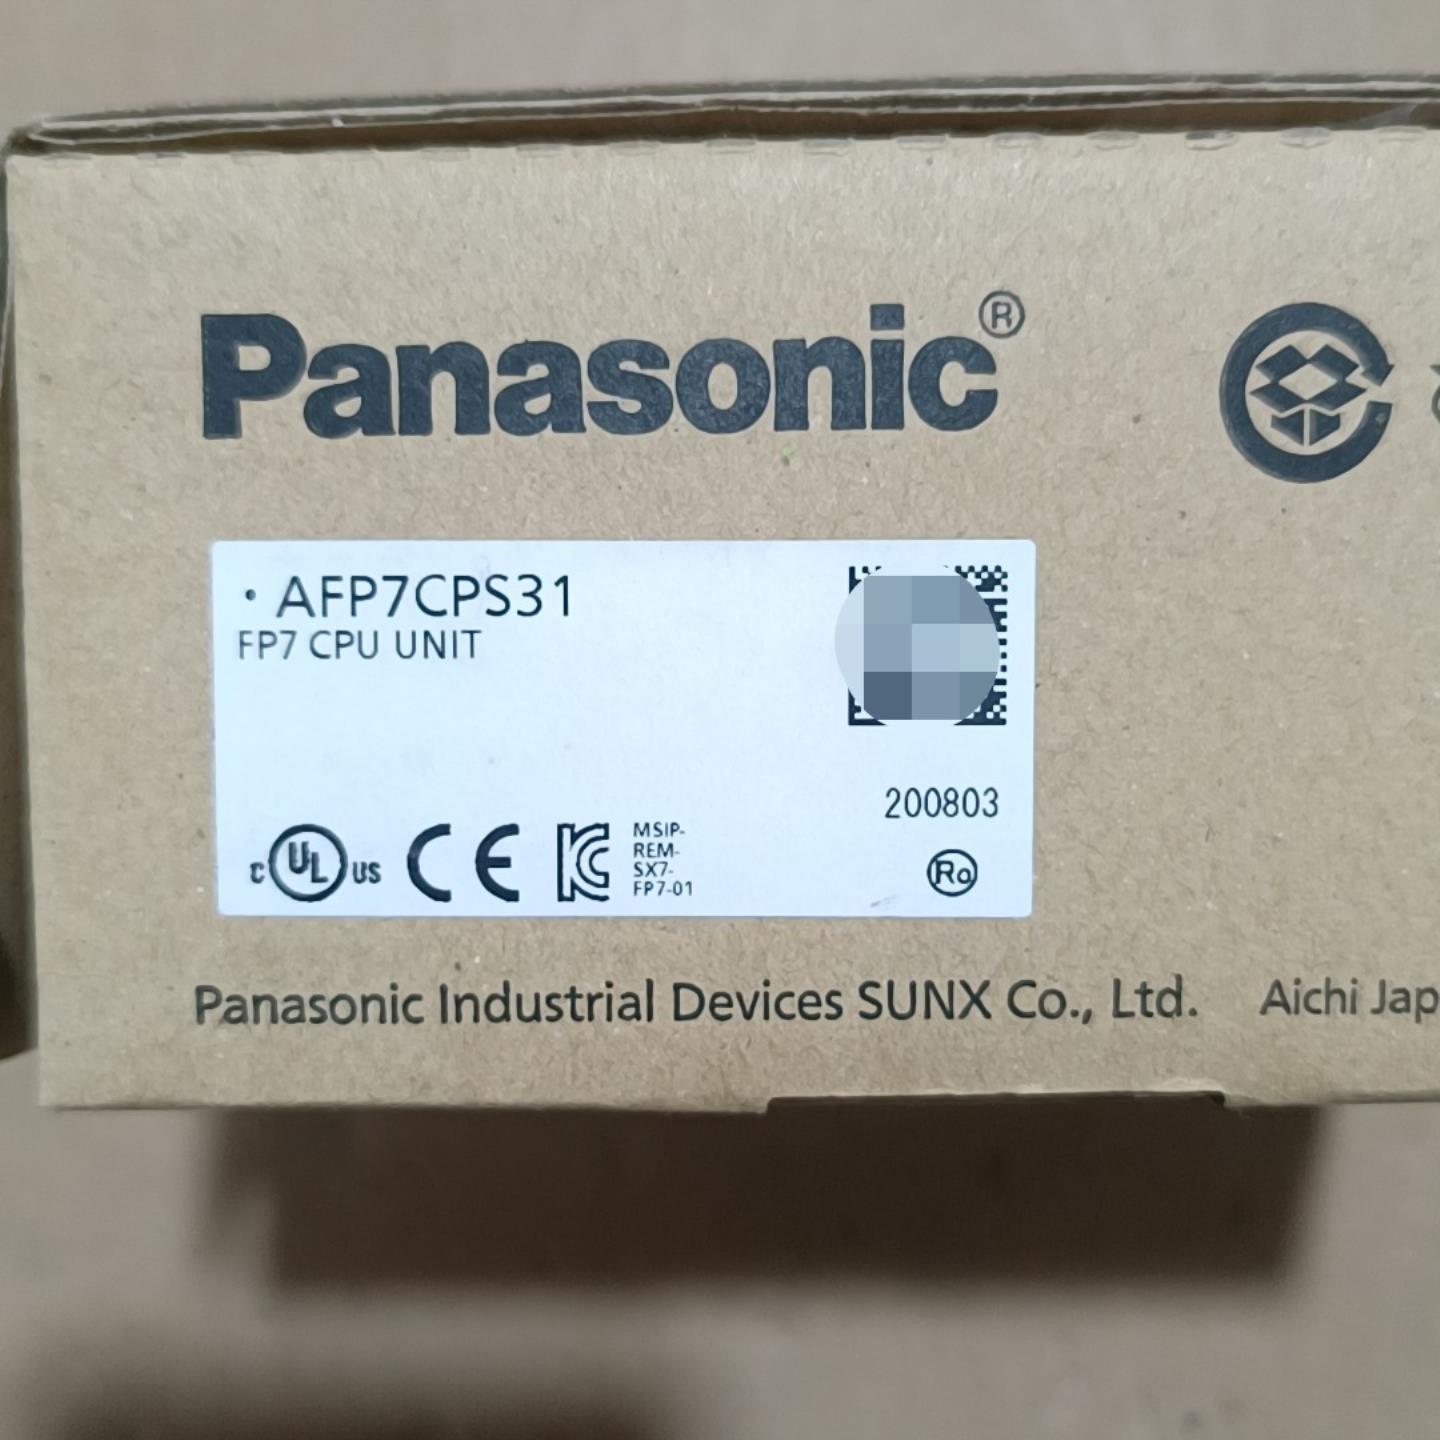 Panasonic®
· AFP7CPS31
FP7 CPU UNIT
200803
C UL US CE
MSIP-
REM-
SX7-
FP7-01
Ro
Panasonic Industrial Devices SUNX Co., Ltd. Aichi Jap